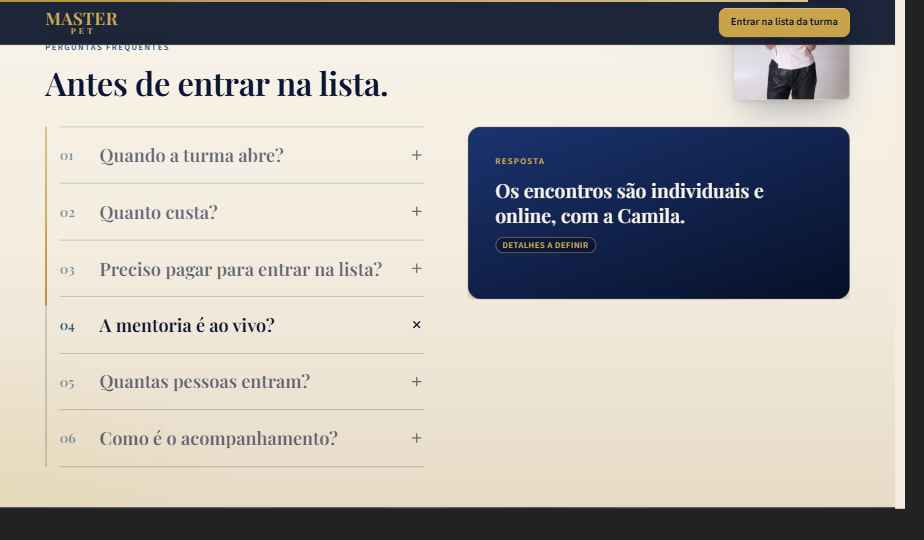 MASTER
PET
Entrar na lista da turma
PERGUNTAS FREQUENTES
Antes de entrar na lista.
01 Quando a turma abre? +
02 Quanto custa? +
03 Preciso pagar para entrar na lista? +
04 A mentoria é ao vivo? ×
05 Quantas pessoas entram? +
06 Como é o acompanhamento? +
RESPOSTA
Os encontros são individuais e
online, com a Camila.
DETALHES A DEFINIR